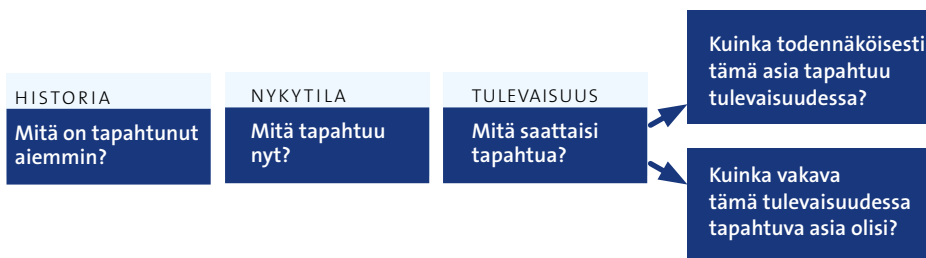 HISTORIA
Mitä on tapahtunut
aiemmin?
NYKYTILA
Mitä tapahtuu
nyt?
TULEVAISUUS
Mitä saattaisi
tapahtua?
Kuinka todennäköisesti
tämä asia tapahtuu
tulevaisuudessa?
Kuinka vakava
tämä tulevaisuudessa
tapahtuva asia olisi?